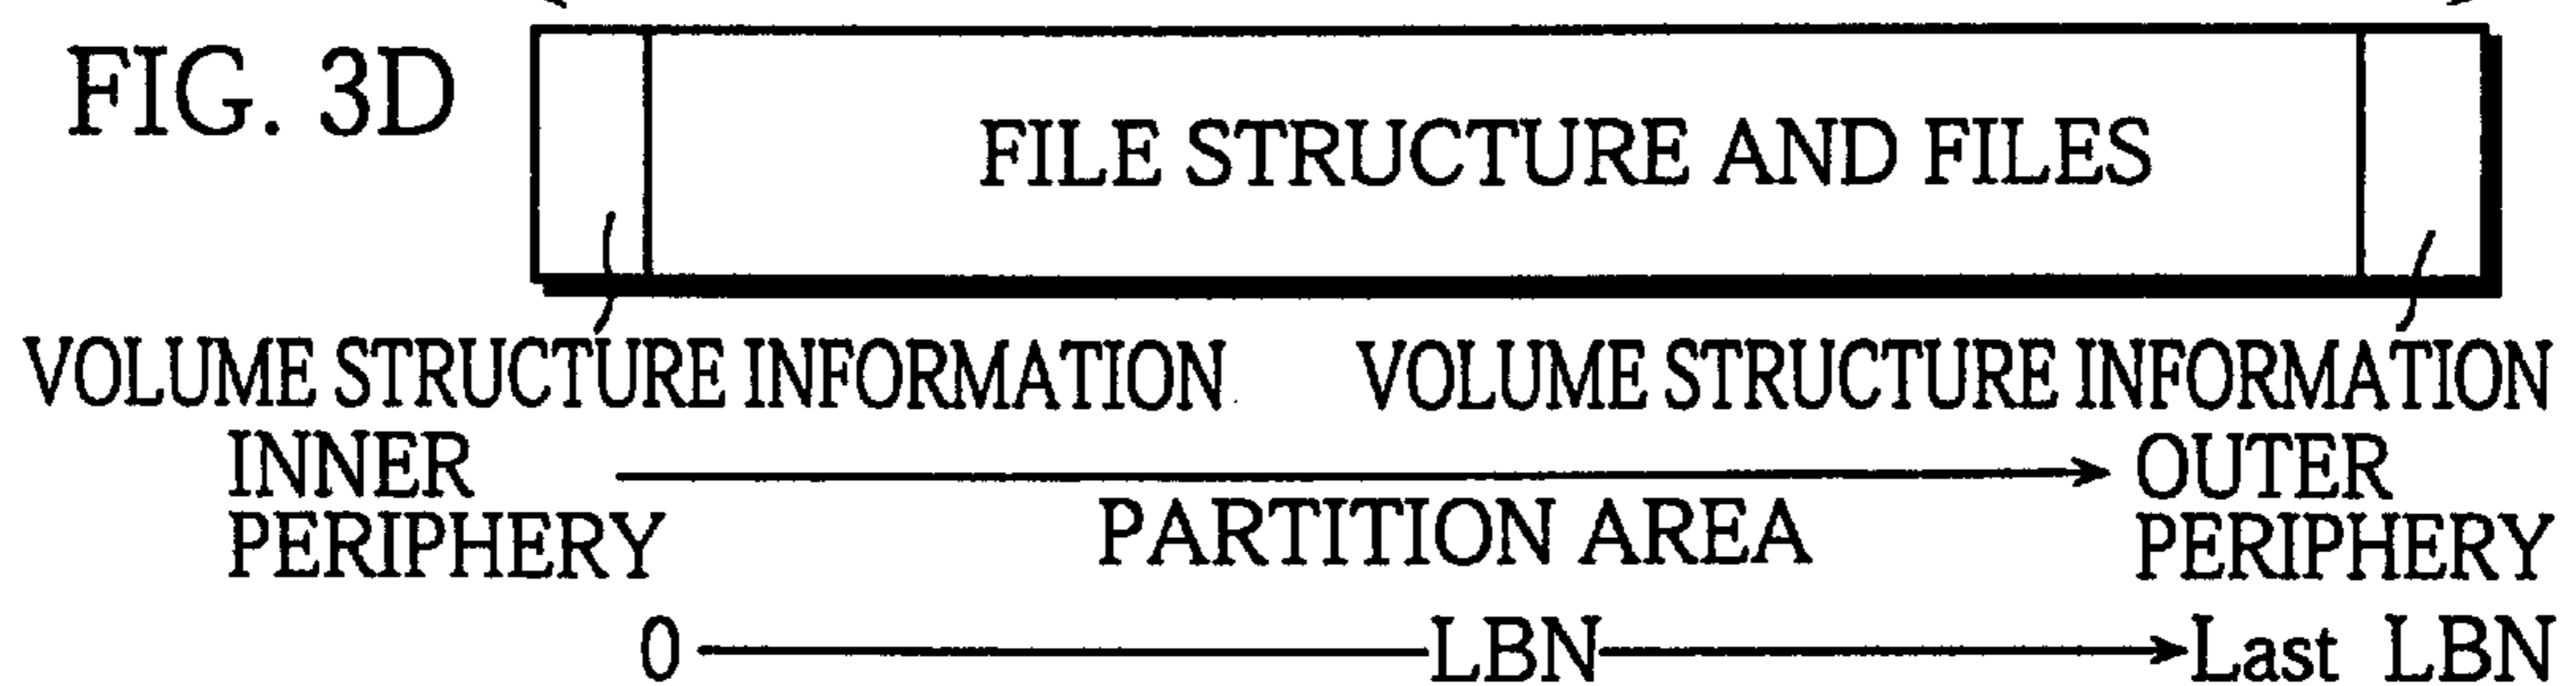 FIG. 3D
FILE STRUCTURE AND FILES
VOLUME STRUCTURE INFORMATION
VOLUME STRUCTURE INFORMATION
INNER
PERIPHERY
PARTITION AREA
OUTER
PERIPHERY
0
LBN
Last LBN